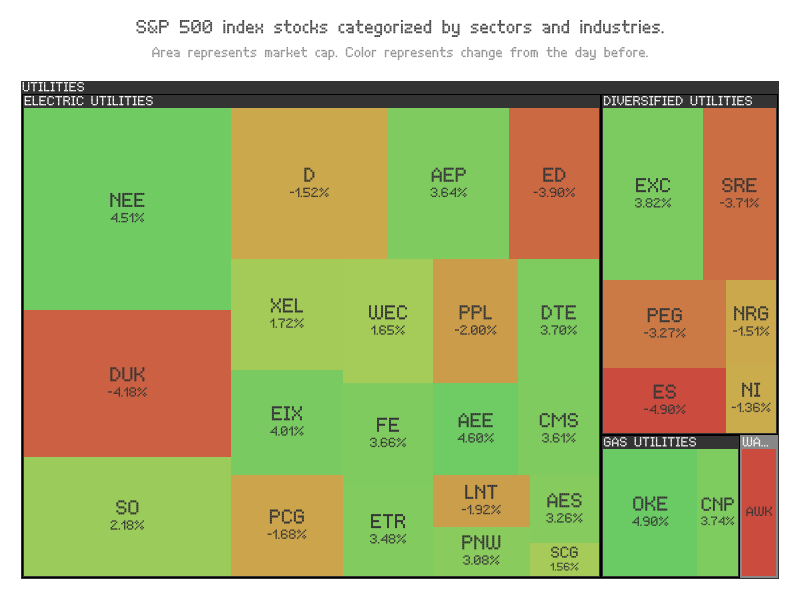 S&P 500 index stocks categorized by sectors and industries.
Area represents market cap. Color represents change from the day before.
UTILITIES
ELECTRIC UTILITIES
NEE
4.51%
DUK
-4.18%
SO
2.18%
D
-1.52%
AEP
3.64%
ED
-3.90%
XEL
1.72%
WEC
1.65%
PPL
-2.00%
DTE
3.70%
EIX
4.01%
FE
3.66%
AEE
4.60%
CMS
3.61%
PCG
-1.68%
ETR
3.48%
LNT
-1.92%
AES
3.26%
PNW
3.08%
SCG
1.56%
DIVERSIFIED UTILITIES
EXC
3.82%
SRE
-3.71%
PEG
-3.27%
NRG
-1.51%
ES
-4.90%
NI
-1.36%
GAS UTILITIES
OKE
4.90%
CNP
3.74%
WA...
AWK